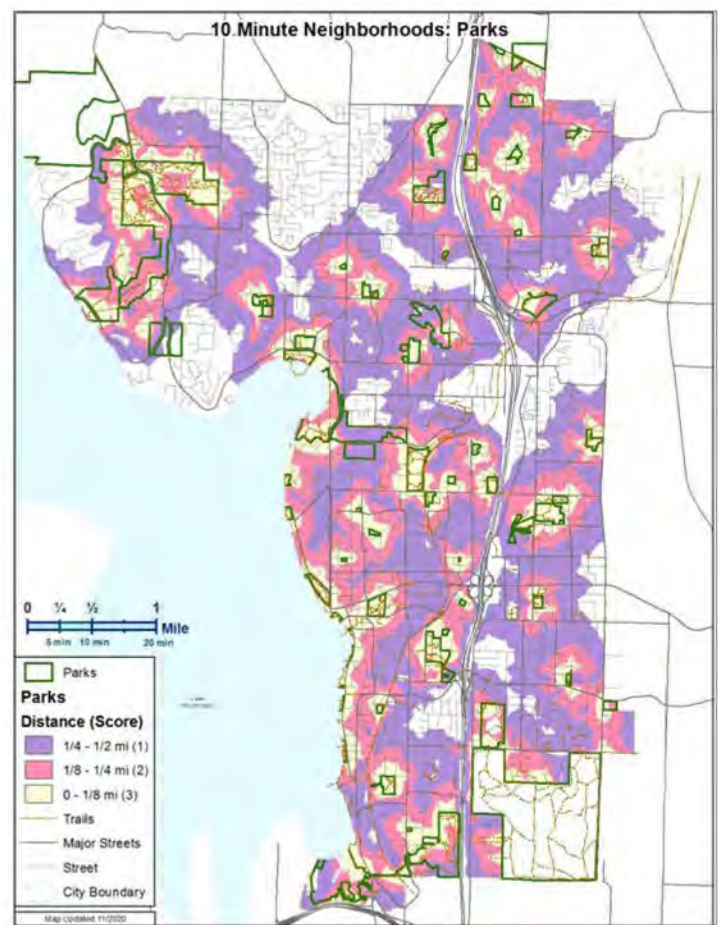 10 Minute Neighborhoods: Parks
0 ¼ ½ 1
Mile
5 min 10 min 20 min
Parks
Parks
Distance (Score)
1/4 - 1/2 mi (1)
1/8 - 1/4 mi (2)
0 - 1/8 mi (3)
Trails
Major Streets
Street
City Boundary
Map Updated 11/2020